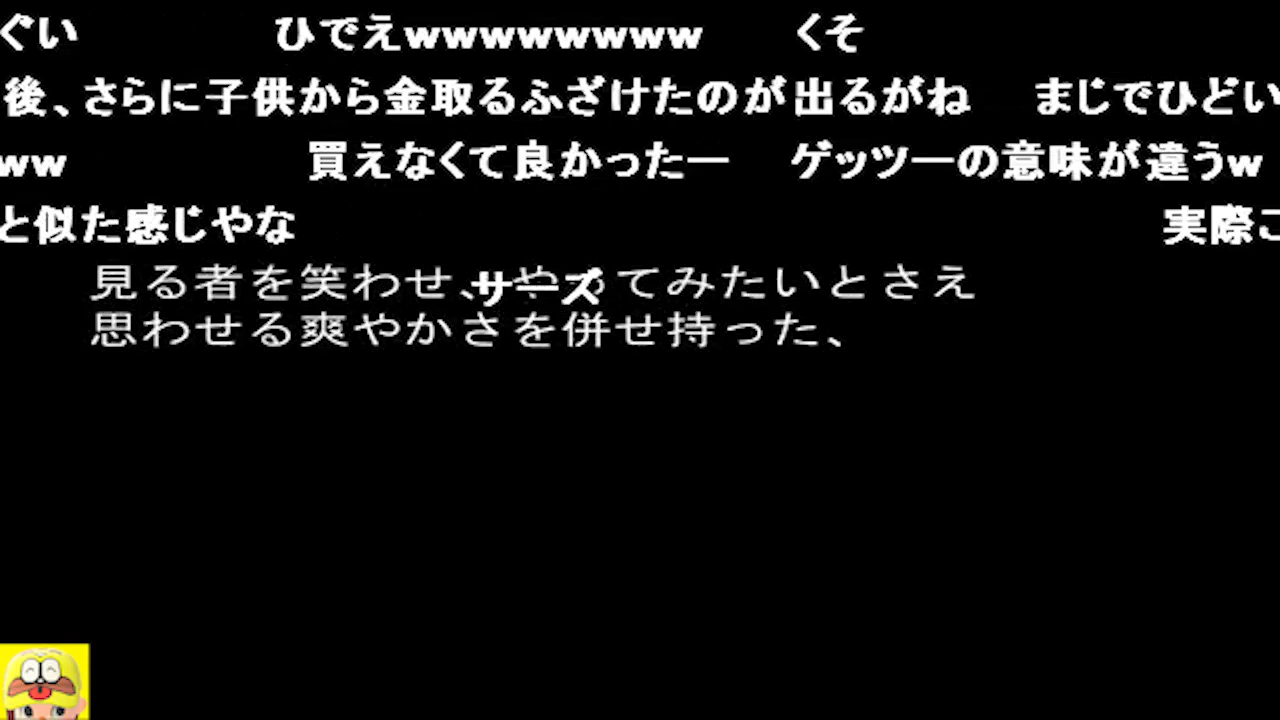 ぐい ひでえwwwwwwwww くそ
後、さらに子供から金取るふざけたのが出るがね まじでひどい
ww 買えなくて良かったー ゲッツーの意味が違うw
と似た感じやな 実際こ
見る者を笑わせ、やってみたいとさえ
サーズ
思わせる爽やかさを併せ持った、